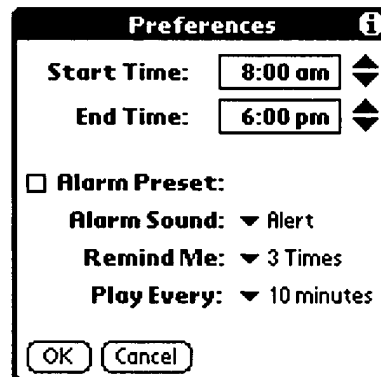 Preferences i
Start Time: 8:00 am
End Time: 6:00 pm
Alarm Preset:
Alarm Sound: Alert
Remind Me: 3 Times
Play Every: 10 minutes
OK Cancel